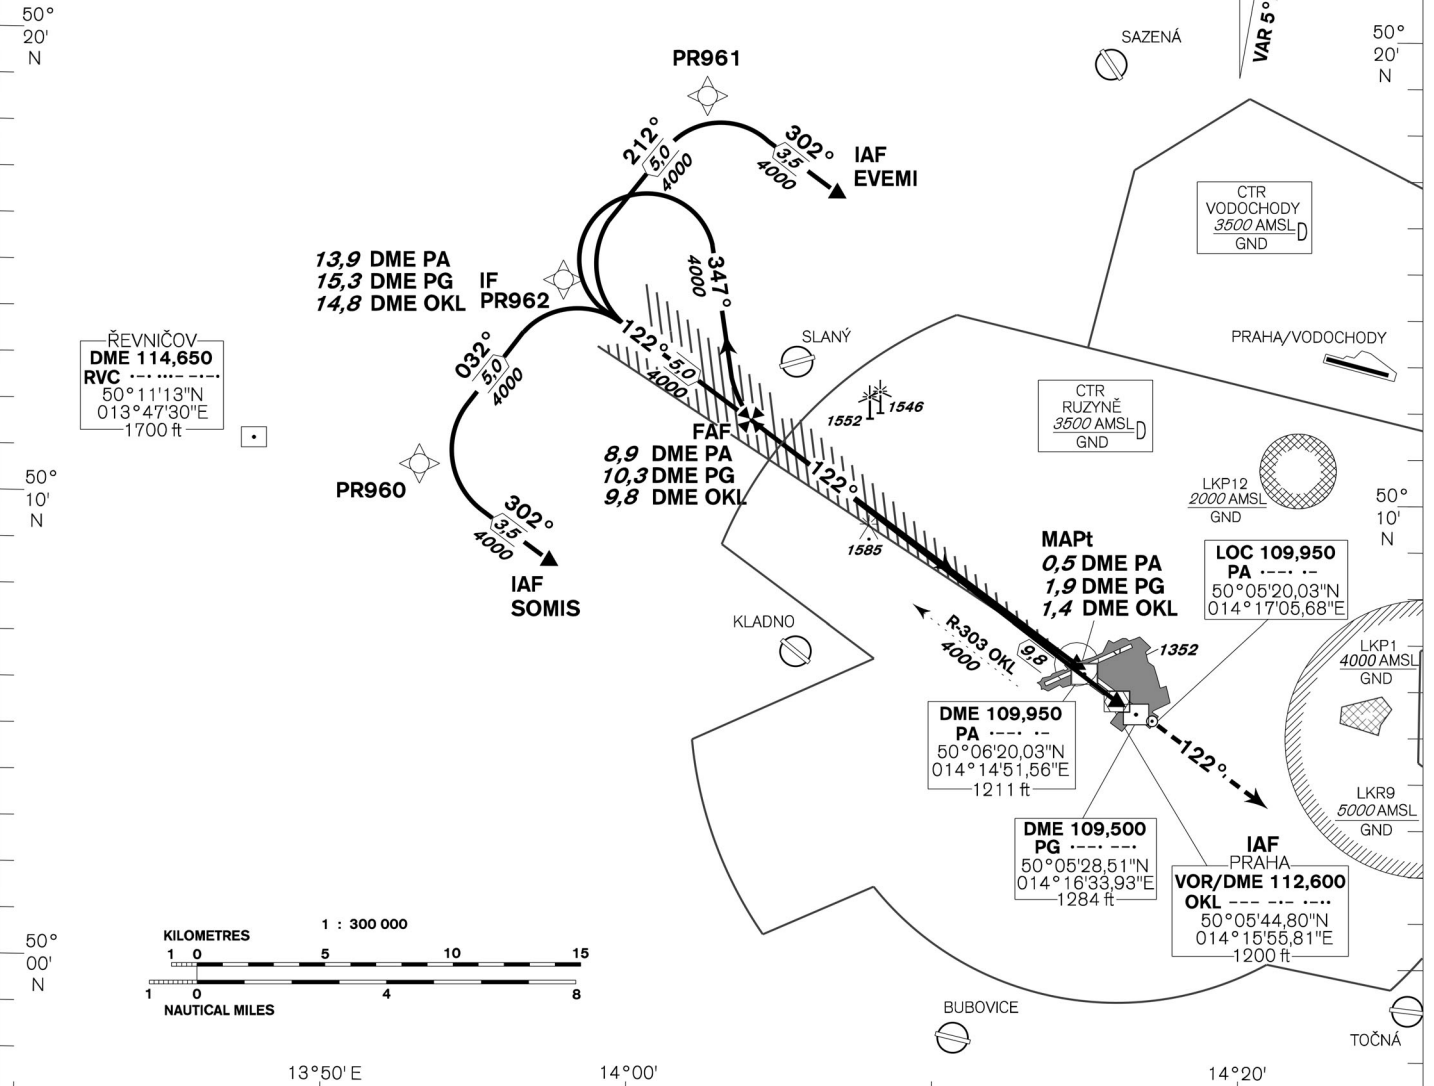 50°
20'
N
PR961
SAZENÁ
VAR 5°
50°
20'
N
212°
5,0
4000
302°
3,5
4000
IAF
EVEMI
CTR
VODOCHODY
3500 AMSL D
GND
13,9 DME PA
15,3 DME PG
14,8 DME OKL
IF
PR962
347°
4000
ŘEVNIČOV
DME 114,650
RVC ·–· ···– –·–·
50°11'13"N
013°47'30"E
1700 ft
032°
5,0
4000
122°
5,0
4000
SLANÝ
PRAHA/VODOCHODY
1552
1546
CTR
RUZYNĚ
3500 AMSL D
GND
FAF
8,9 DME PA
10,3 DME PG
9,8 DME OKL
122°
PR960
50°
10'
N
302°
3,5
4000
IAF
SOMIS
LKP12
2000 AMSL
GND
50°
10'
N
1585
MAPt
0,5 DME PA
1,9 DME PG
1,4 DME OKL
LOC 109,950
PA ·––· ·–
50°05'20,03"N
014°17'05,68"E
KLADNO
R-303 OKL
4000
9,8
1352
LKP1
4000 AMSL
GND
DME 109,950
PA ·––· ·–
50°06'20,03"N
014°14'51,56"E
1211 ft
122°
LKR9
5000 AMSL
GND
DME 109,500
PG ·––· ––·
50°05'28,51"N
014°16'33,93"E
1284 ft
IAF
PRAHA
VOR/DME 112,600
OKL ––– –·– ·–··
50°05'44,80"N
014°15'55,81"E
1200 ft
50°
00'
N
1 : 300 000
KILOMETRES
1 0 5 10 15
1 0 4 8
NAUTICAL MILES
BUBOVICE
TOČNÁ
13°50'E
14°00'
14°20'